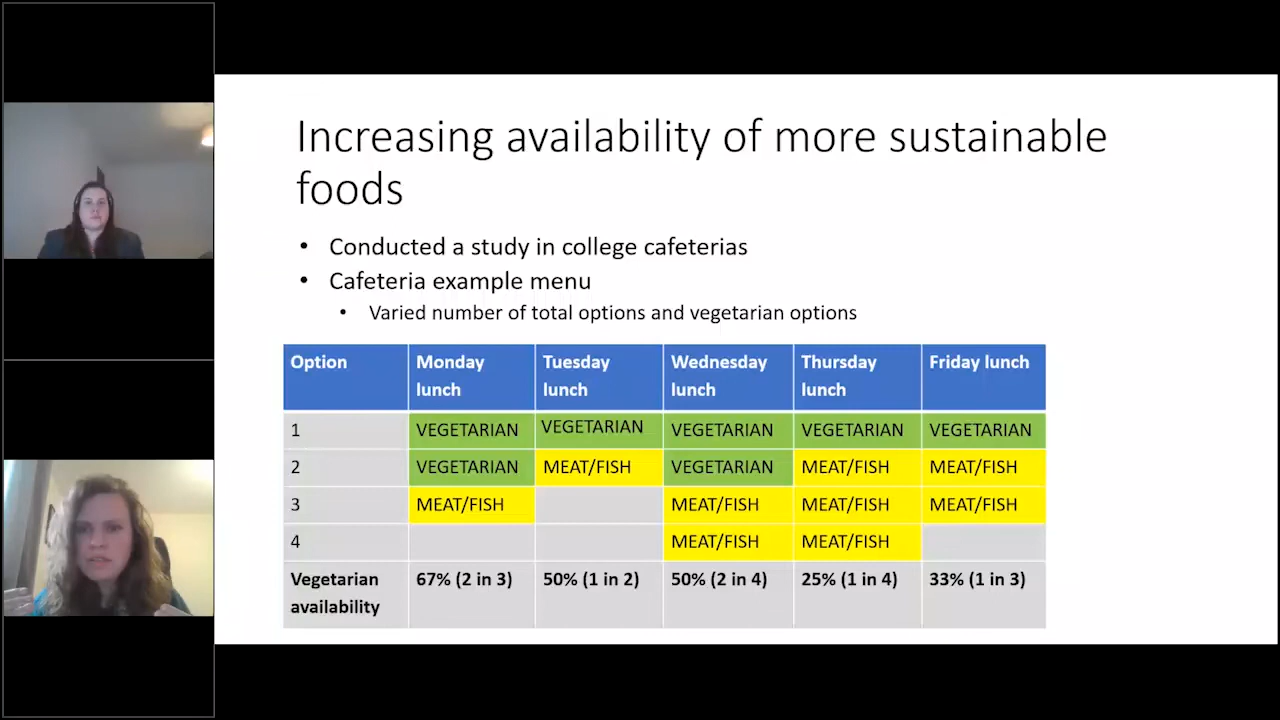 Increasing availability of more sustainable
foods
• Conducted a study in college cafeterias
• Cafeteria example menu
• Varied number of total options and vegetarian options
Option Monday lunch Tuesday lunch Wednesday lunch Thursday lunch Friday lunch
1 VEGETARIAN VEGETARIAN VEGETARIAN VEGETARIAN VEGETARIAN
2 VEGETARIAN MEAT/FISH VEGETARIAN MEAT/FISH MEAT/FISH
3 MEAT/FISH MEAT/FISH MEAT/FISH MEAT/FISH
4 MEAT/FISH MEAT/FISH
Vegetarian availability 67% (2 in 3) 50% (1 in 2) 50% (2 in 4) 25% (1 in 4) 33% (1 in 3)